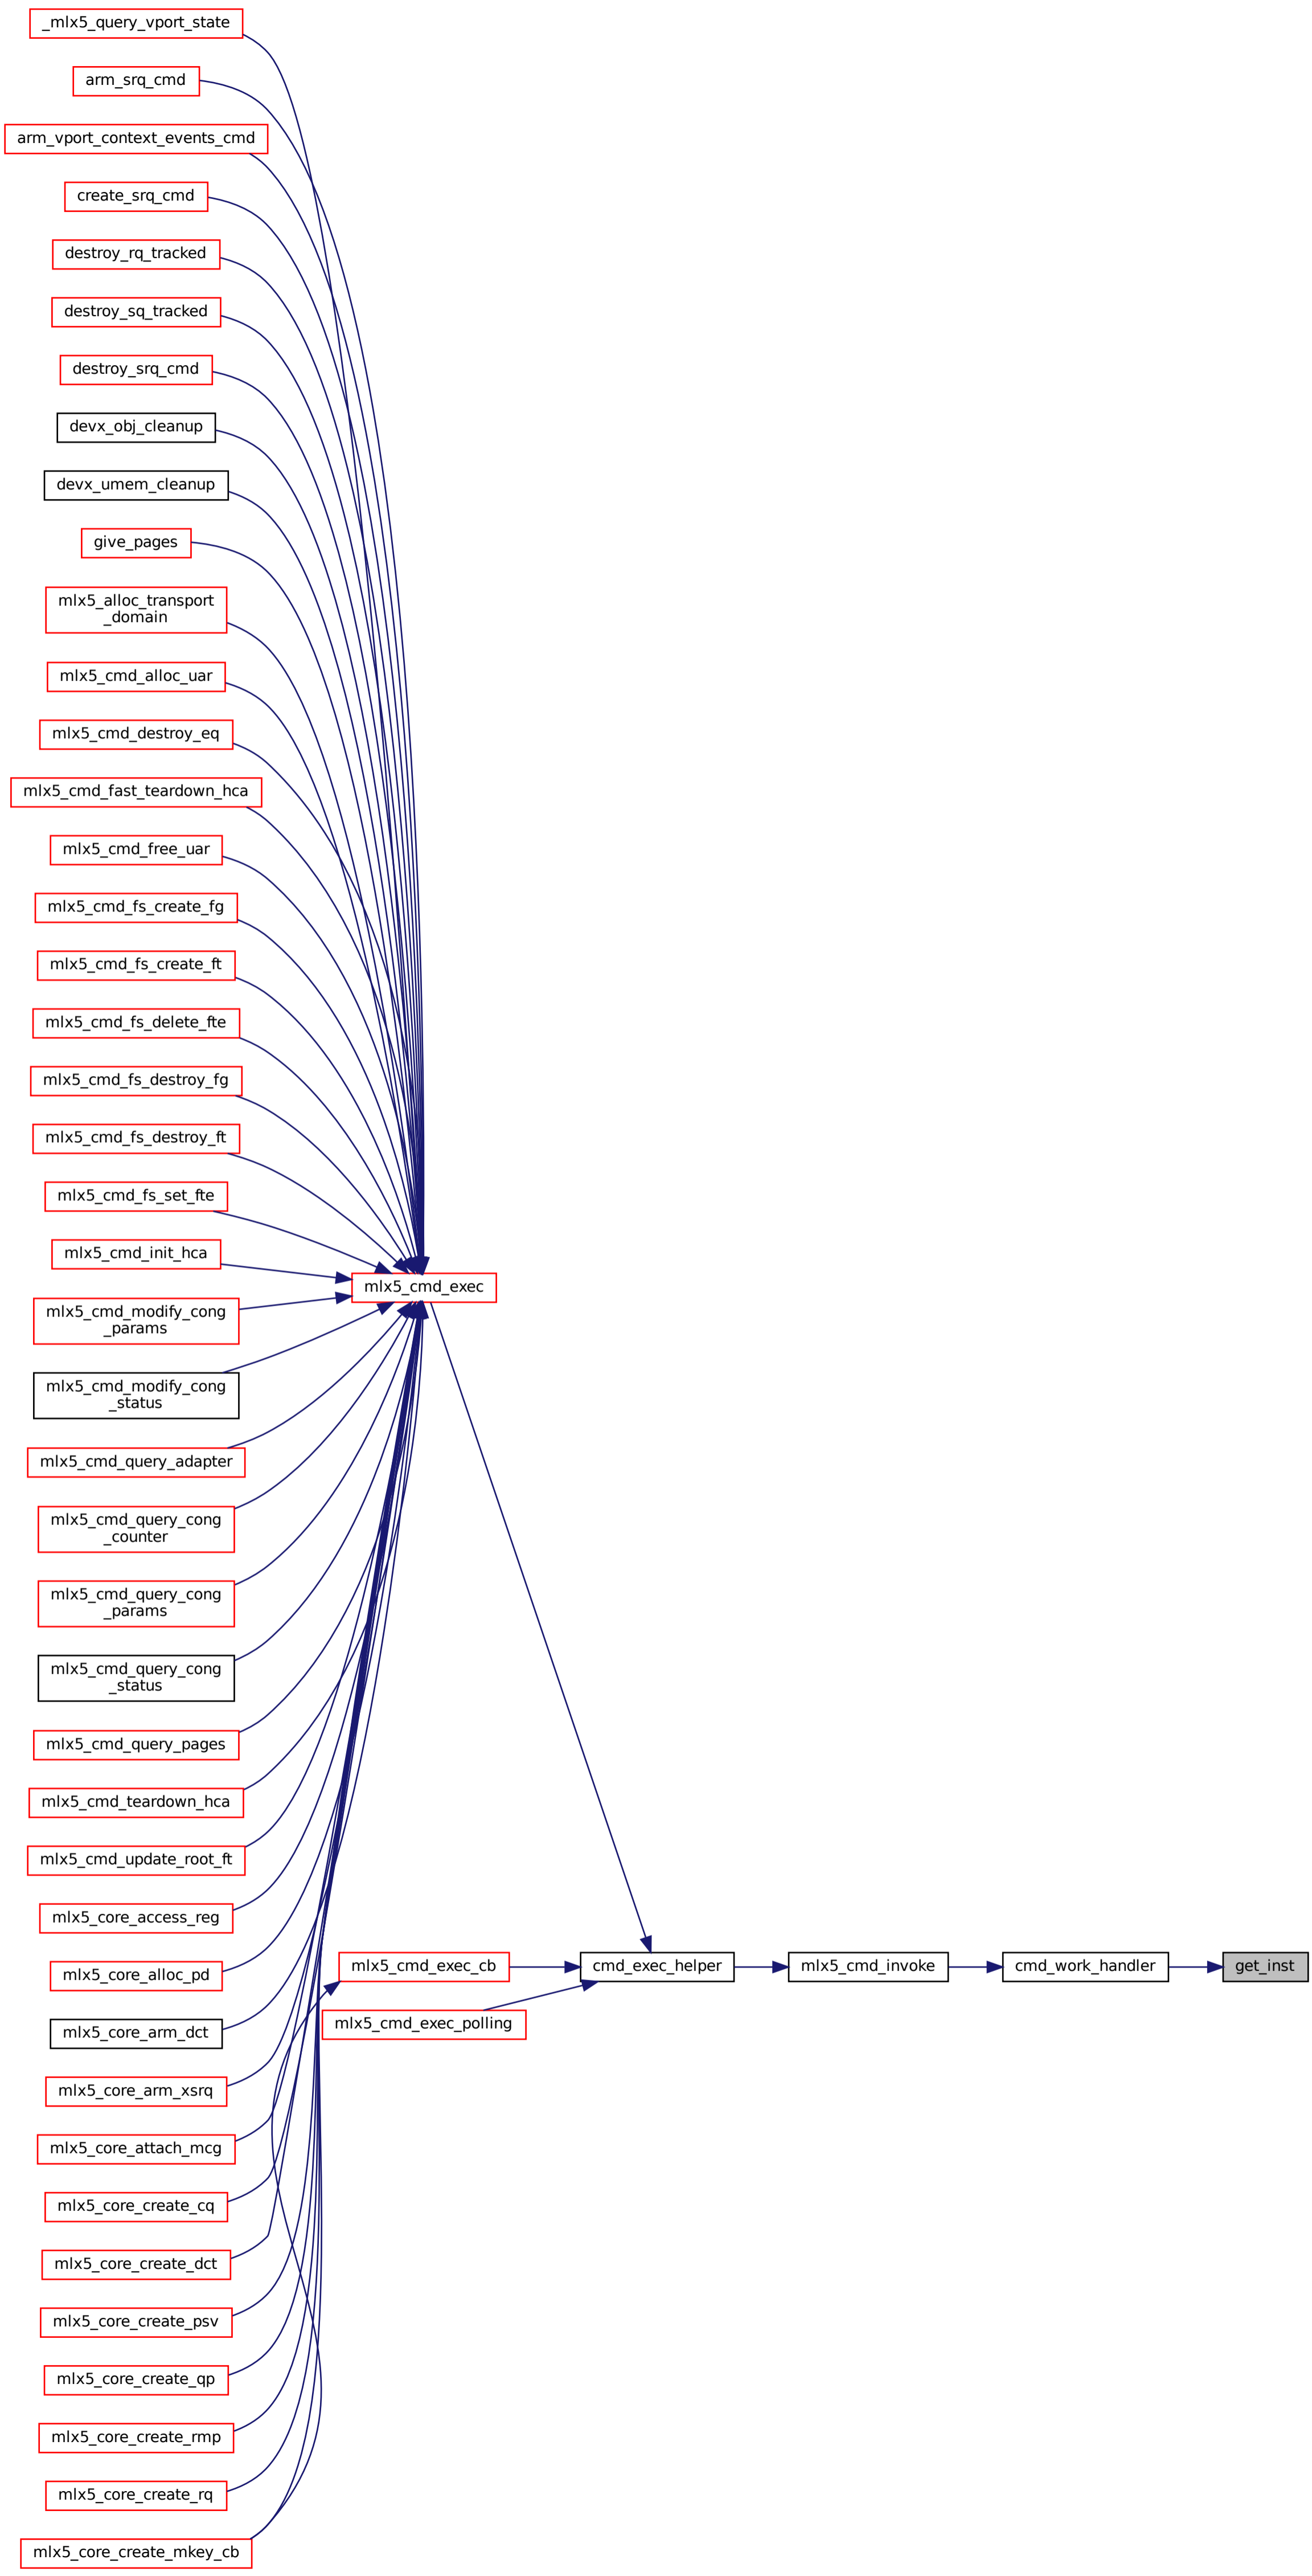 _mlx5_query_vport_state
arm_srq_cmd
arm_vport_context_events_cmd
create_srq_cmd
destroy_rq_tracked
destroy_sq_tracked
destroy_srq_cmd
devx_obj_cleanup
devx_umem_cleanup
give_pages
mlx5_alloc_transport
_domain
mlx5_cmd_alloc_uar
mlx5_cmd_destroy_eq
mlx5_cmd_fast_teardown_hca
mlx5_cmd_free_uar
mlx5_cmd_fs_create_fg
mlx5_cmd_fs_create_ft
mlx5_cmd_fs_delete_fte
mlx5_cmd_fs_destroy_fg
mlx5_cmd_fs_destroy_ft
mlx5_cmd_fs_set_fte
mlx5_cmd_init_hca
mlx5_cmd_exec
mlx5_cmd_modify_cong
_params
mlx5_cmd_modify_cong
_status
mlx5_cmd_query_adapter
mlx5_cmd_query_cong
_counter
mlx5_cmd_query_cong
_params
mlx5_cmd_query_cong
_status
mlx5_cmd_query_pages
mlx5_cmd_teardown_hca
mlx5_cmd_update_root_ft
mlx5_core_access_reg
mlx5_cmd_exec_cb
cmd_exec_helper
mlx5_cmd_invoke
cmd_work_handler
get_inst
mlx5_core_alloc_pd
mlx5_cmd_exec_polling
mlx5_core_arm_dct
mlx5_core_arm_xsrq
mlx5_core_attach_mcg
mlx5_core_create_cq
mlx5_core_create_dct
mlx5_core_create_psv
mlx5_core_create_qp
mlx5_core_create_rmp
mlx5_core_create_rq
mlx5_core_create_mkey_cb